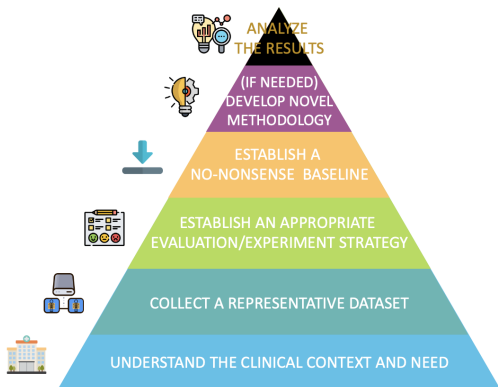 ANALYZE
THE RESULTS
(IF NEEDED)
DEVELOP NOVEL
METHODOLOGY
ESTABLISH A
NO-NONSENSE BASELINE
ESTABLISH AN APPROPRIATE
EVALUATION/EXPERIMENT STRATEGY
COLLECT A REPRESENTATIVE DATASET
UNDERSTAND THE CLINICAL CONTEXT AND NEED